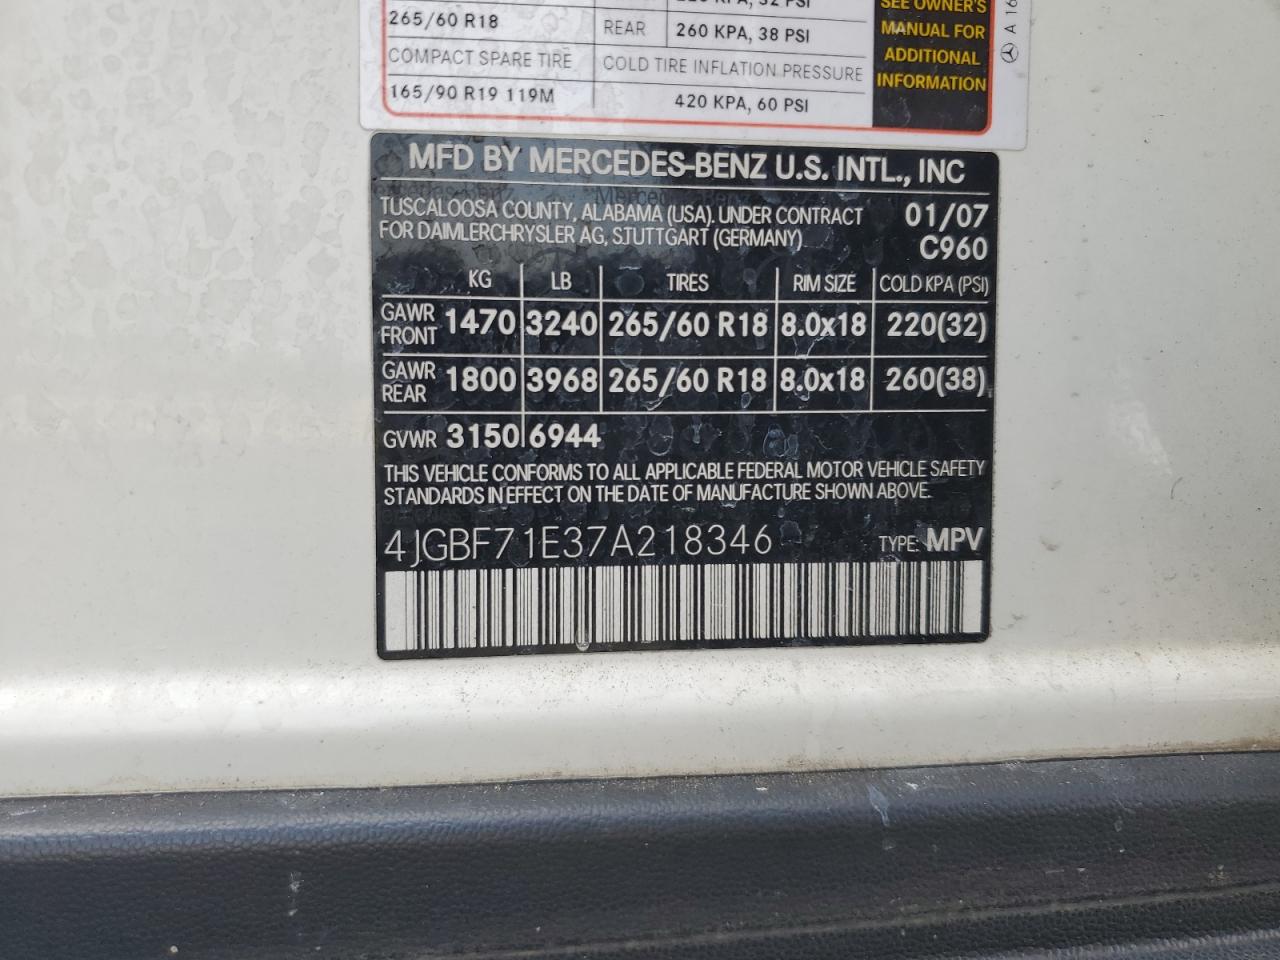 265/60 R18 REAR 260 KPA, 38 PSI
COMPACT SPARE TIRE COLD TIRE INFLATION PRESSURE
165/90 R19 119M 420 KPA, 60 PSI
SEE OWNER'S
MANUAL FOR
ADDITIONAL
INFORMATION
MFD BY MERCEDES-BENZ U.S. INTL., INC
TUSCALOOSA COUNTY, ALABAMA (USA). UNDER CONTRACT 01/07
FOR DAIMLERCHRYSLER AG, STUTTGART (GERMANY) C960
KG LB TIRES RIM SIZE COLD KPA (PSI)
GAWR FRONT 1470 3240 265/60 R18 8.0x18 220(32)
GAWR REAR 1800 3968 265/60 R18 8.0x18 260(38)
GVWR 3150 6944
THIS VEHICLE CONFORMS TO ALL APPLICABLE FEDERAL MOTOR VEHICLE SAFETY
STANDARDS IN EFFECT ON THE DATE OF MANUFACTURE SHOWN ABOVE.
4JGBF71E37A218346 TYPE: MPV